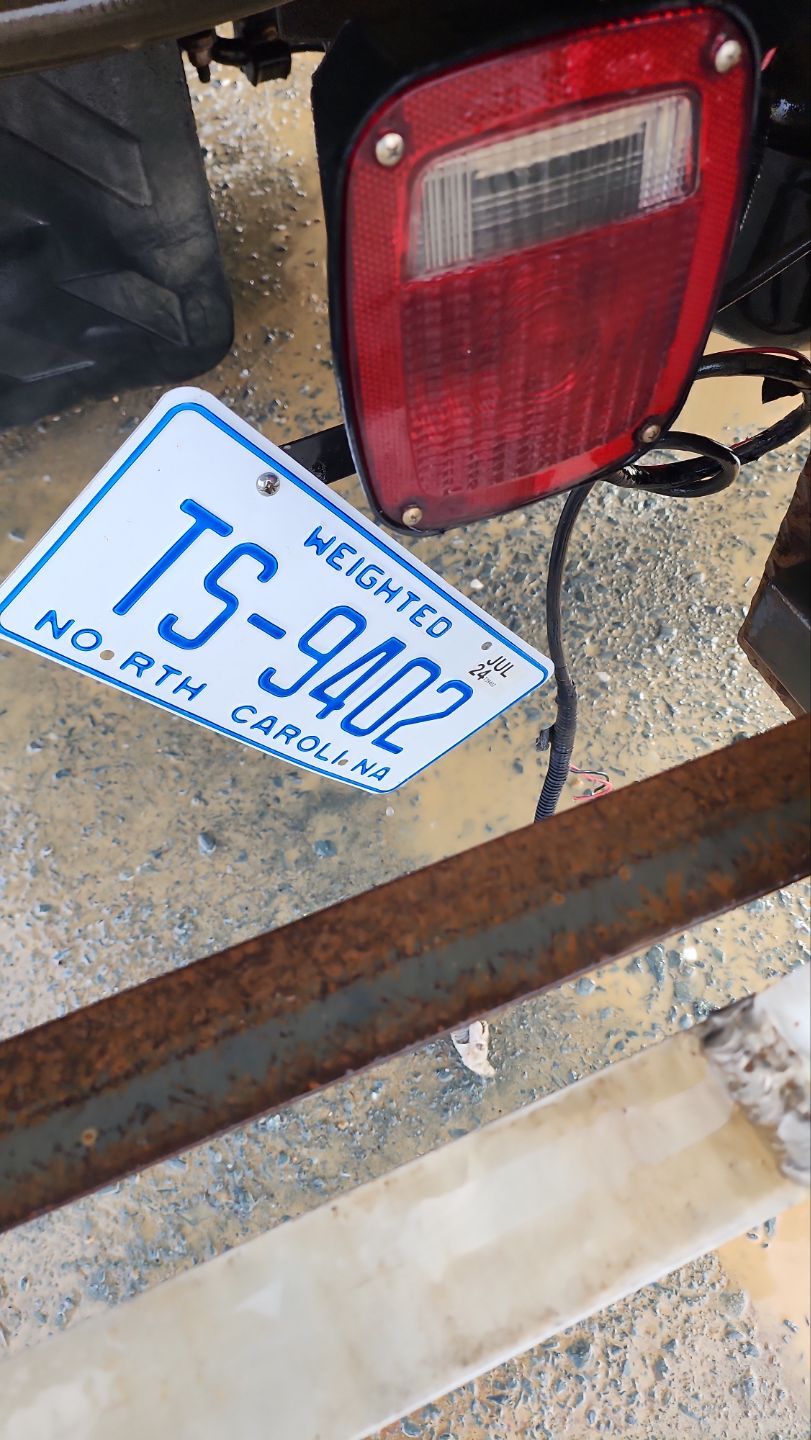 WEIGHTED
TS-9402
JUL
24
NORTH CAROLINA